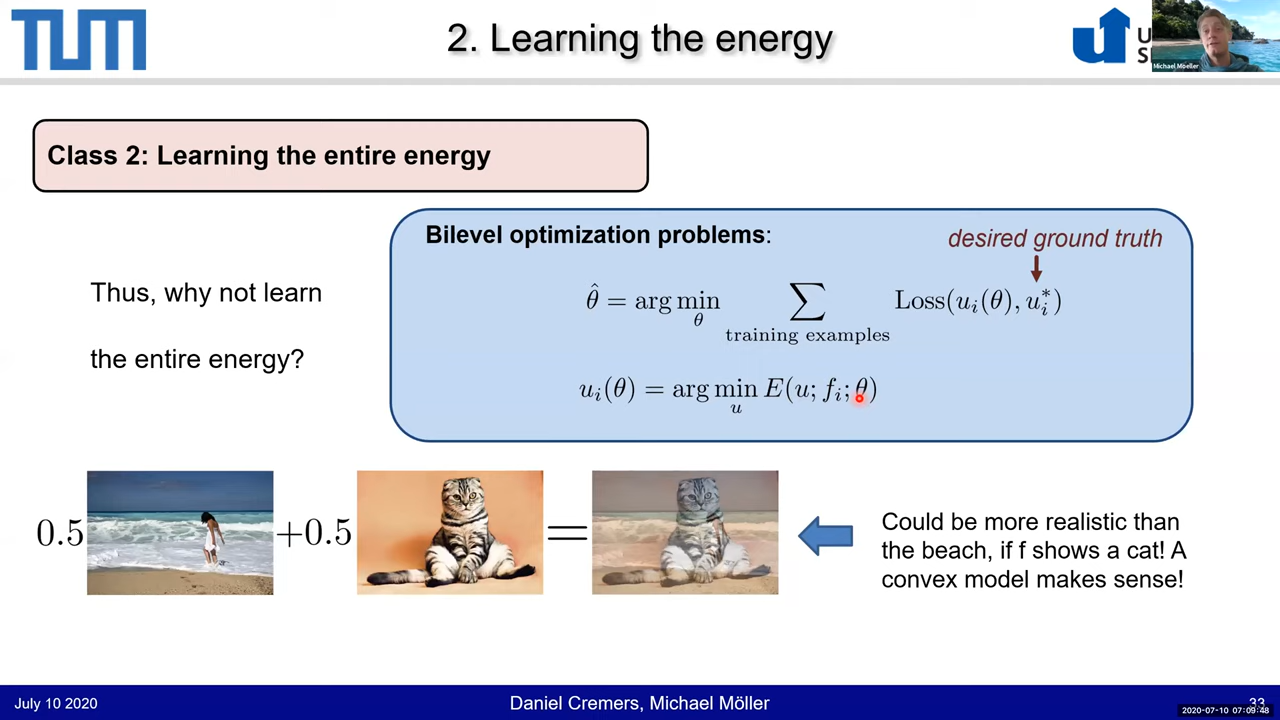 TUM
2. Learning the energy
U
S
Michael Moeller
Class 2: Learning the entire energy
Thus, why not learn
the entire energy?
Bilevel optimization problems:
desired ground truth
θ̂ = arg min_θ ∑_{training examples} Loss(u_i(θ), u_i^*)
u_i(θ) = arg min_u E(u; f_i; θ)
0.5 +0.5 =
Could be more realistic than
the beach, if f shows a cat! A
convex model makes sense!
July 10 2020
Daniel Cremers, Michael Möller
33
2020-07-10 07:09:48